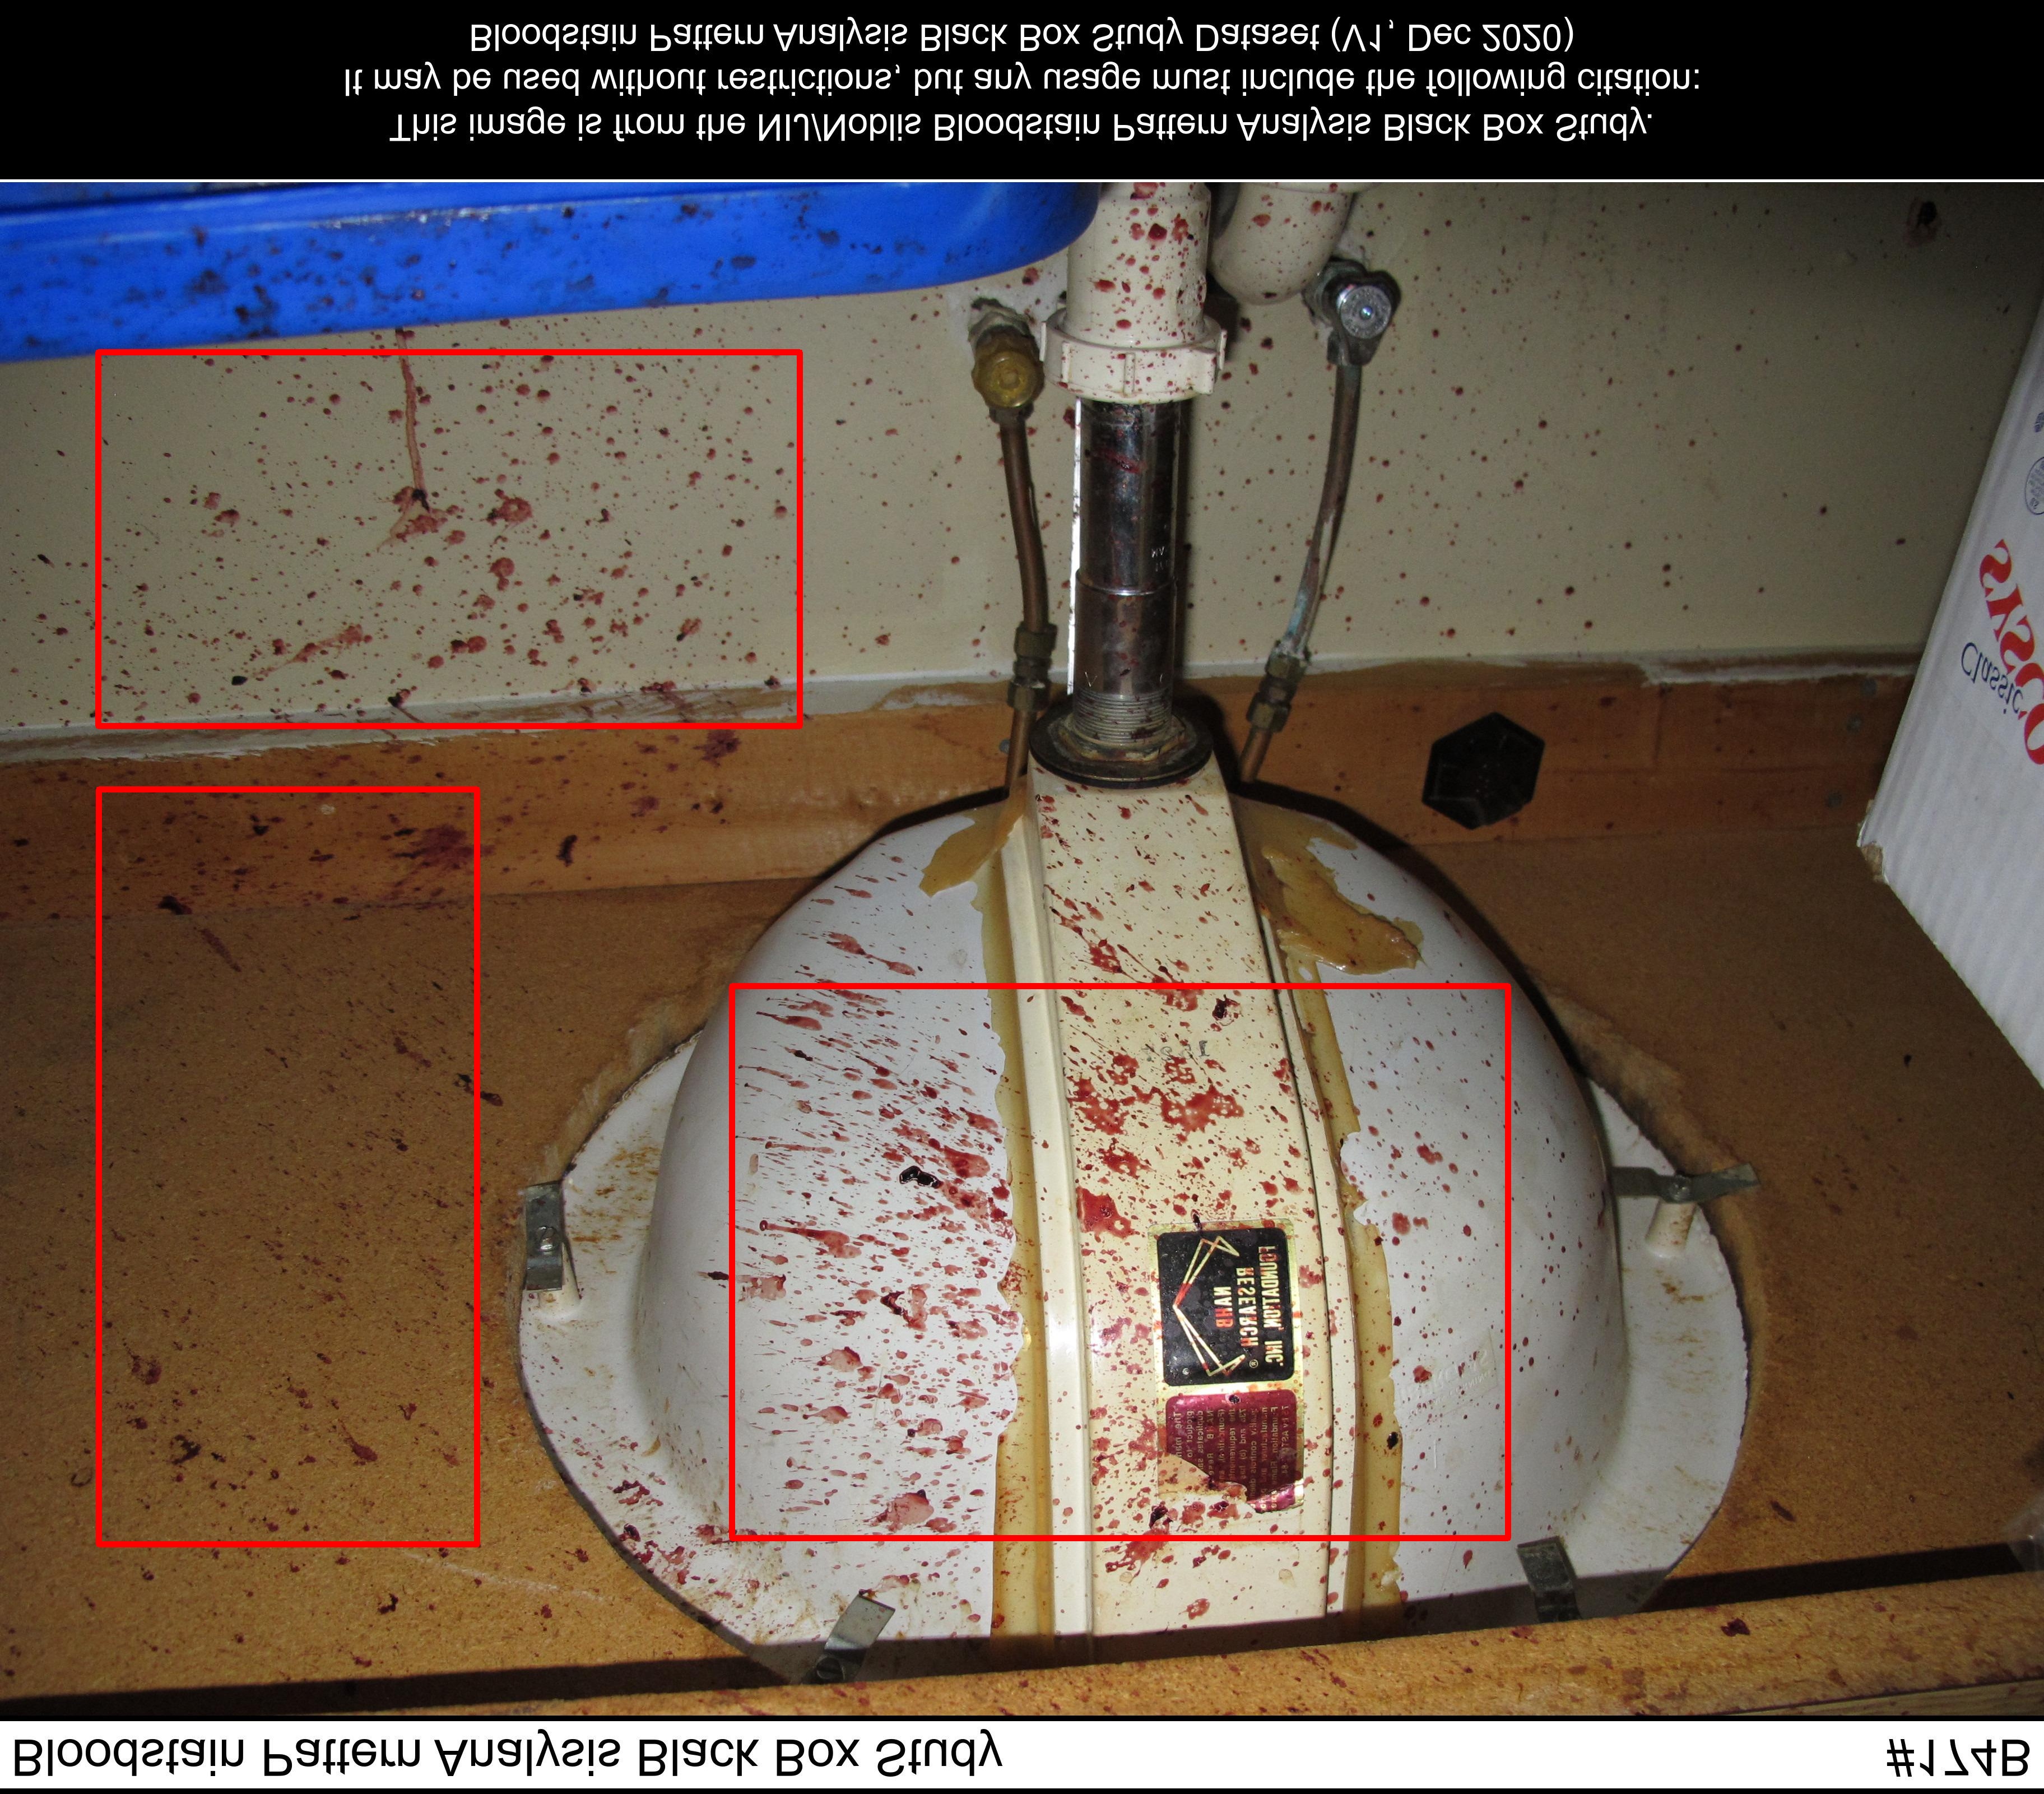 Bloodstain Pattern Analysis Black Box Study #174B
NAHB
RESEARCH ®
FOUNDATION INC
Classic
SYSCO
This image is from the NIJ/Noblis Bloodstain Pattern Analysis Black Box Study.
It may be used without restrictions, but any usage must include the following citation:
Bloodstain Pattern Analysis Black Box Study Dataset (V1, Dec 2020)